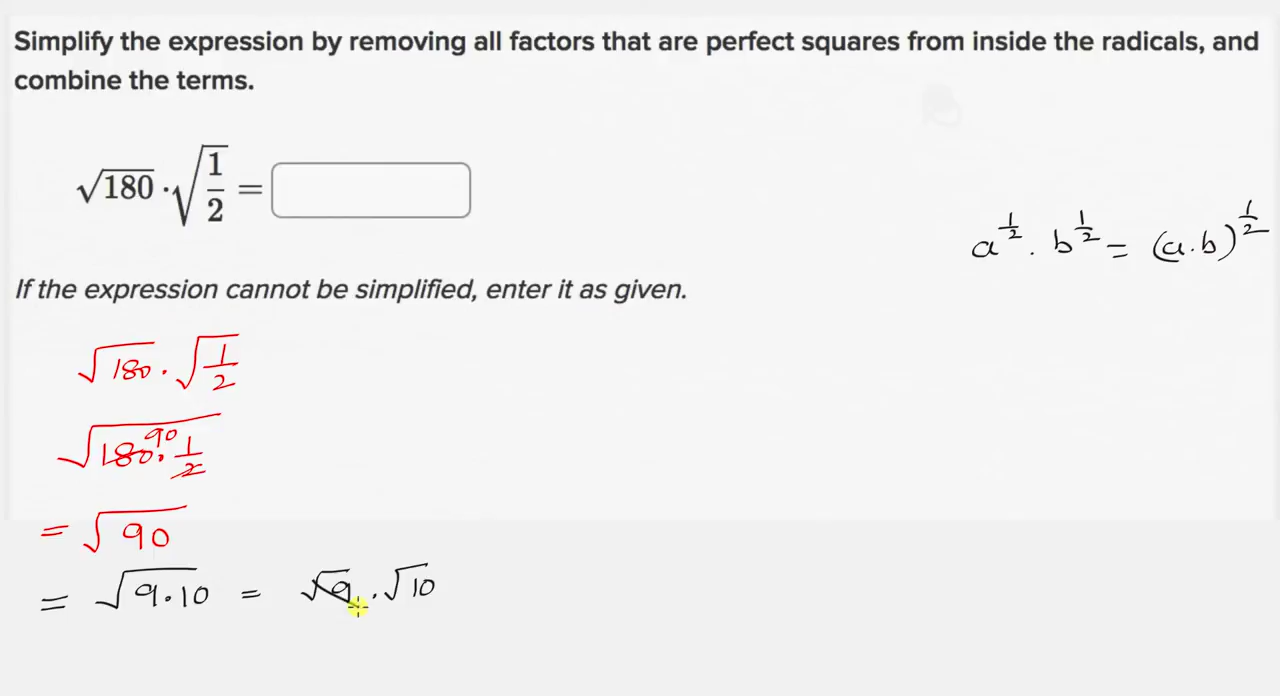 Simplify the expression by removing all factors that are perfect squares from inside the radicals, and
combine the terms.
√180 · √(1/2) =
a^(1/2) . b^(1/2) = (a.b)^(1/2)
If the expression cannot be simplified, enter it as given.
√180 . √(1/2)
√(180 . 1/2) 90
= √90
= √(9.10) = √9 . √10